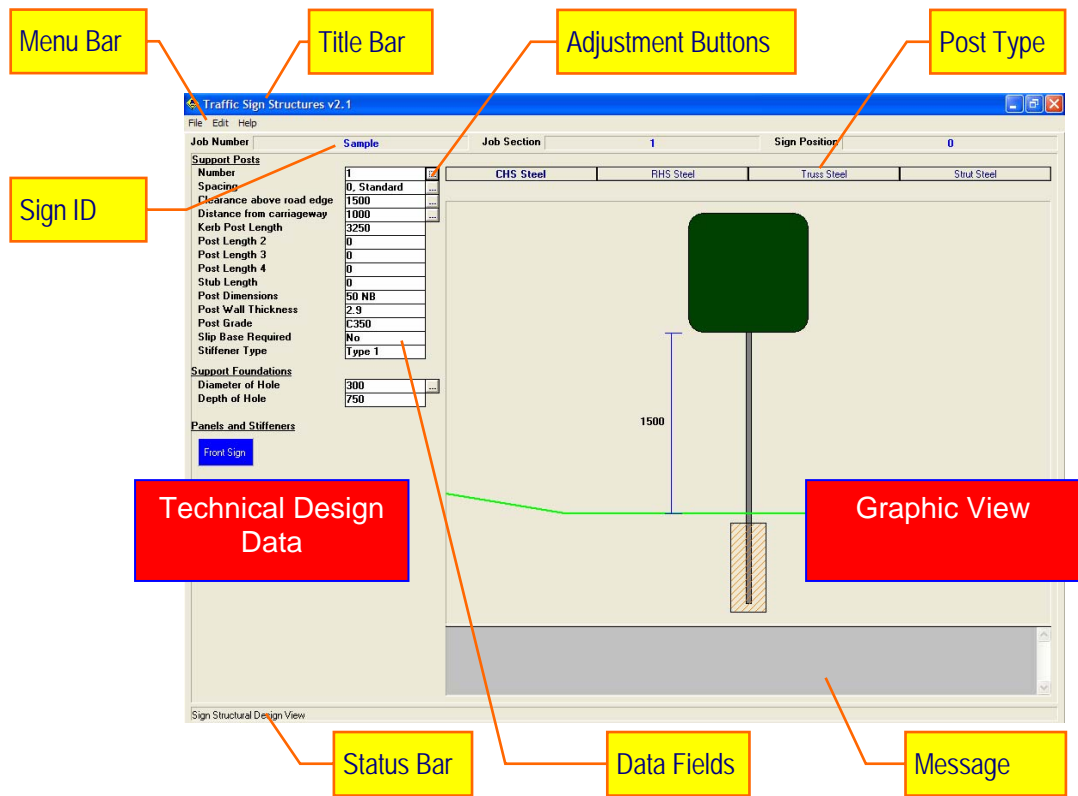 Menu Bar
Title Bar
Adjustment Buttons
Post Type
Traffic Sign Structures v2.1
File Edit Help
Job Number Sample Job Section 1 Sign Position 0
Support Posts
Number 1 ...
CHS Steel RHS Steel Truss Steel Strut Steel
Spacing 0, Standard ...
Clearance above road edge 1500 ...
Sign ID
Distance from carriageway 1000 ...
Kerb Post Length 3250
Post Length 2 0
Post Length 3 0
Post Length 4 0
Stub Length 0
Post Dimensions 50 NB
Post Wall Thickness 2.9
Post Grade C350
Slip Base Required No
Stiffener Type Type 1
Support Foundations
Diameter of Hole 300 ...
Depth of Hole 750
1500
Panels and Stiffeners
Front Sign
Technical Design
Data
Graphic View
Sign Structural Design View
Status Bar
Data Fields
Message